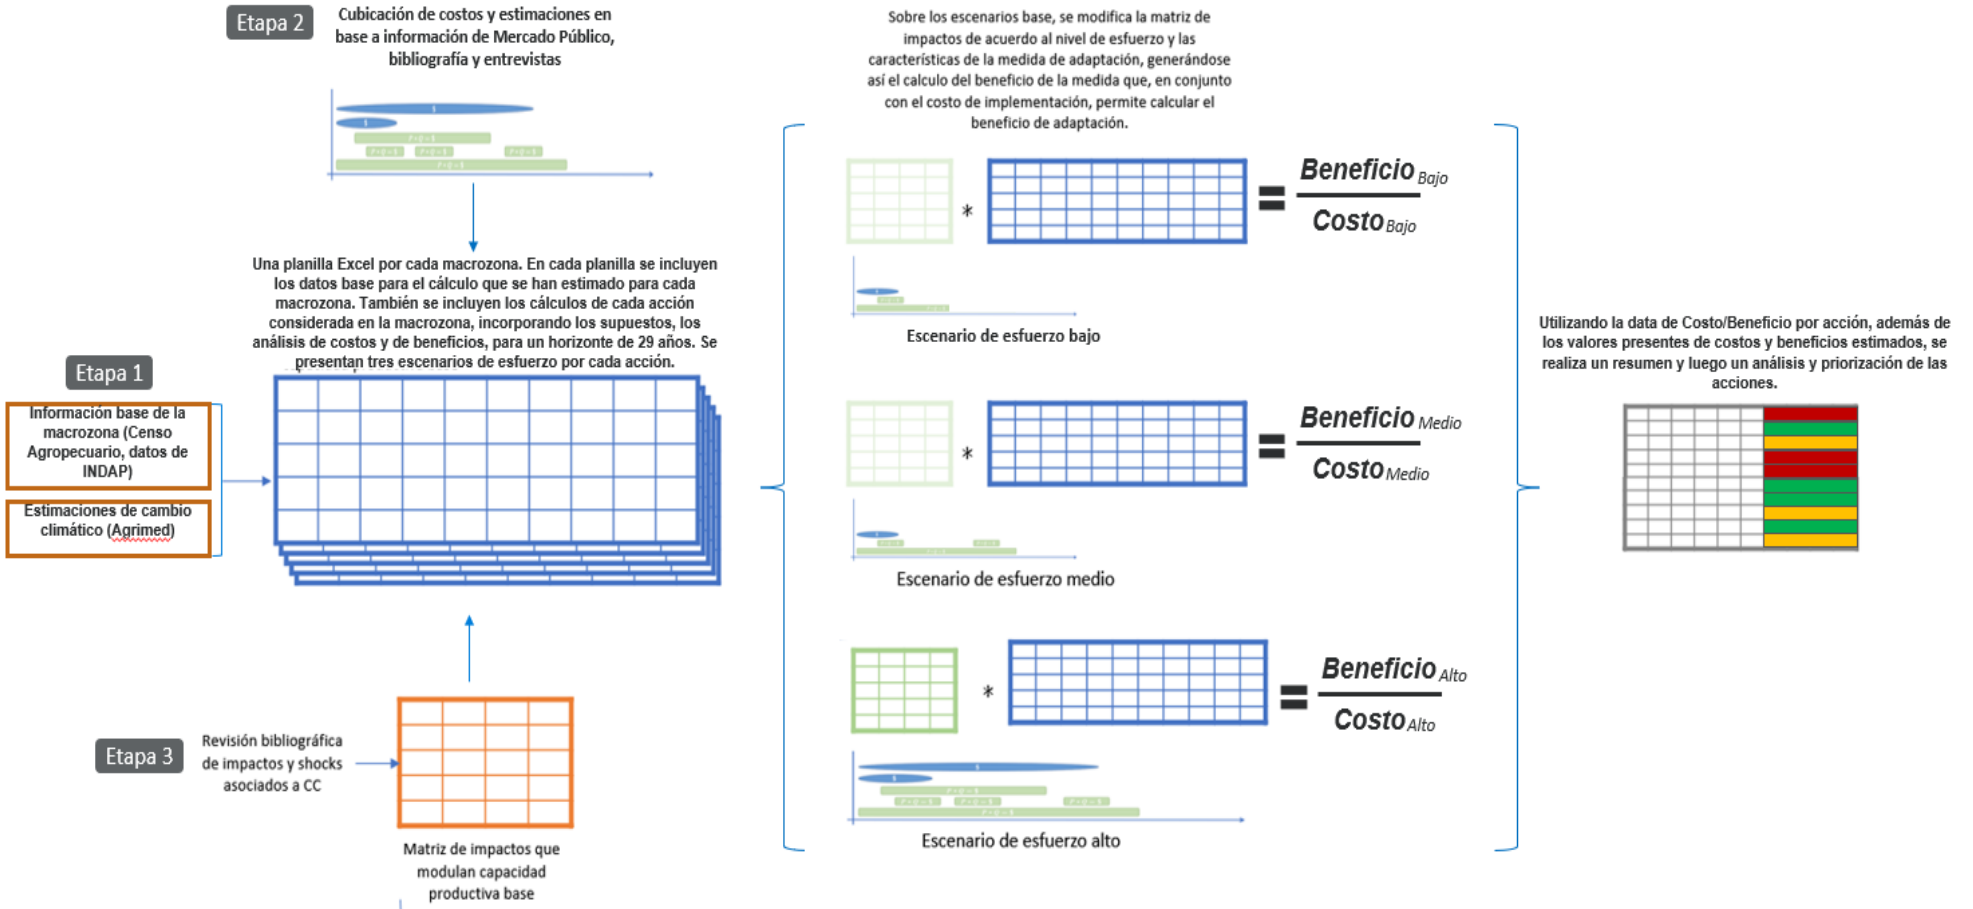 Etapa 2
Cubicación de costos y estimaciones en
base a información de Mercado Público,
bibliografía y entrevistas
Una planilla Excel por cada macrozona. En cada planilla se incluyen
los datos base para el cálculo que se han estimado para cada
macrozona. También se incluyen los cálculos de cada acción
considerada en la macrozona, incorporando los supuestos, los
análisis de costos y de beneficios, para un horizonte de 29 años. Se
presentan tres escenarios de esfuerzo por cada acción.
Etapa 1
Información base de la
macrozona (Censo
Agropecuario, datos de
INDAP)
Estimaciones de cambio
climático (Agrimed)
Etapa 3
Revisión bibliográfica
de impactos y shocks
asociados a CC
Matriz de impactos que
modulan capacidad
productiva base
Sobre los escenarios base, se modifica la matriz de
impactos de acuerdo al nivel de esfuerzo y las
características de la medida de adaptación, generándose
así el calculo del beneficio de la medida que, en conjunto
con el costo de implementación, permite calcular el
beneficio de adaptación.
* = Beneficio Bajo
Costo Bajo
Escenario de esfuerzo bajo
* = Beneficio Medio
Costo Medio
Escenario de esfuerzo medio
* = Beneficio Alto
Costo Alto
Escenario de esfuerzo alto
Utilizando la data de Costo/Beneficio por acción, además de
los valores presentes de costos y beneficios estimados, se
realiza un resumen y luego un análisis y priorización de las
acciones.